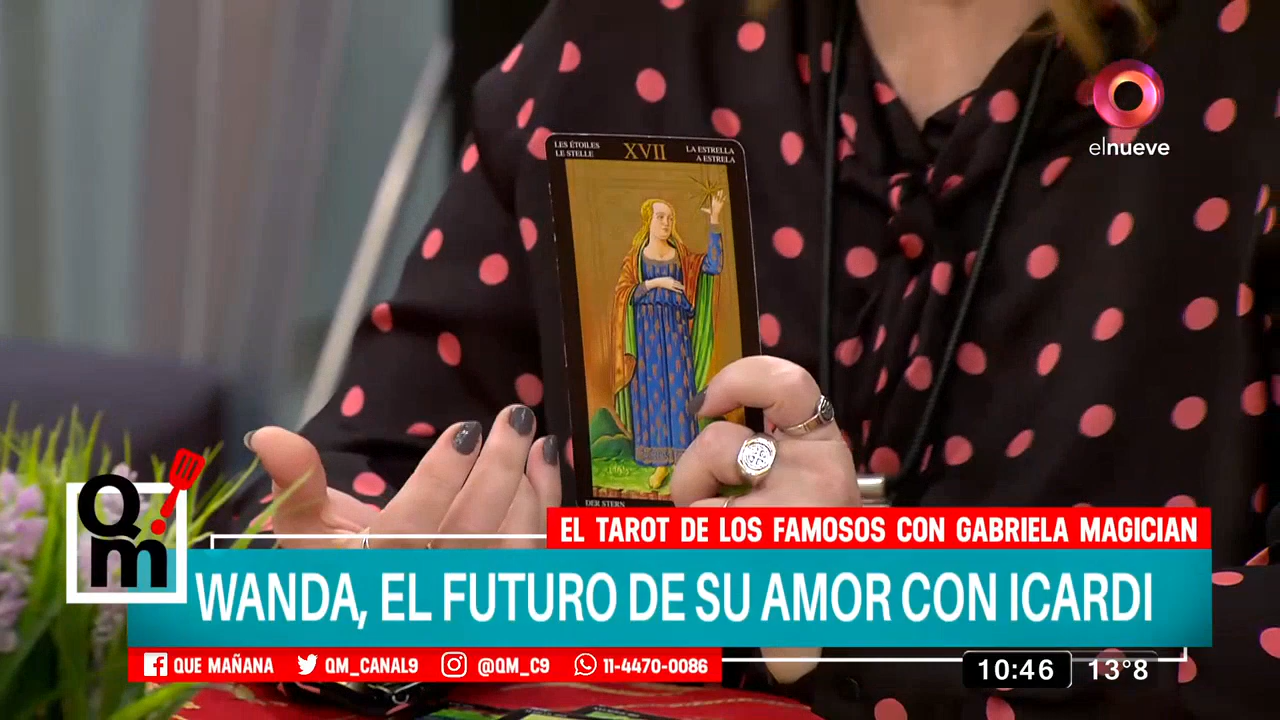 LES ÉTOILES
LE STELLE
XVII
LA ESTRELLA
A ESTRELA
elnueve
DER STERN
Q!
m
EL TAROT DE LOS FAMOSOS CON GABRIELA MAGICIAN
WANDA, EL FUTURO DE SU AMOR CON ICARDI
QUE MAÑANA QM_CANAL9 @QM_C9 11-4470-0086
10:46 13°8